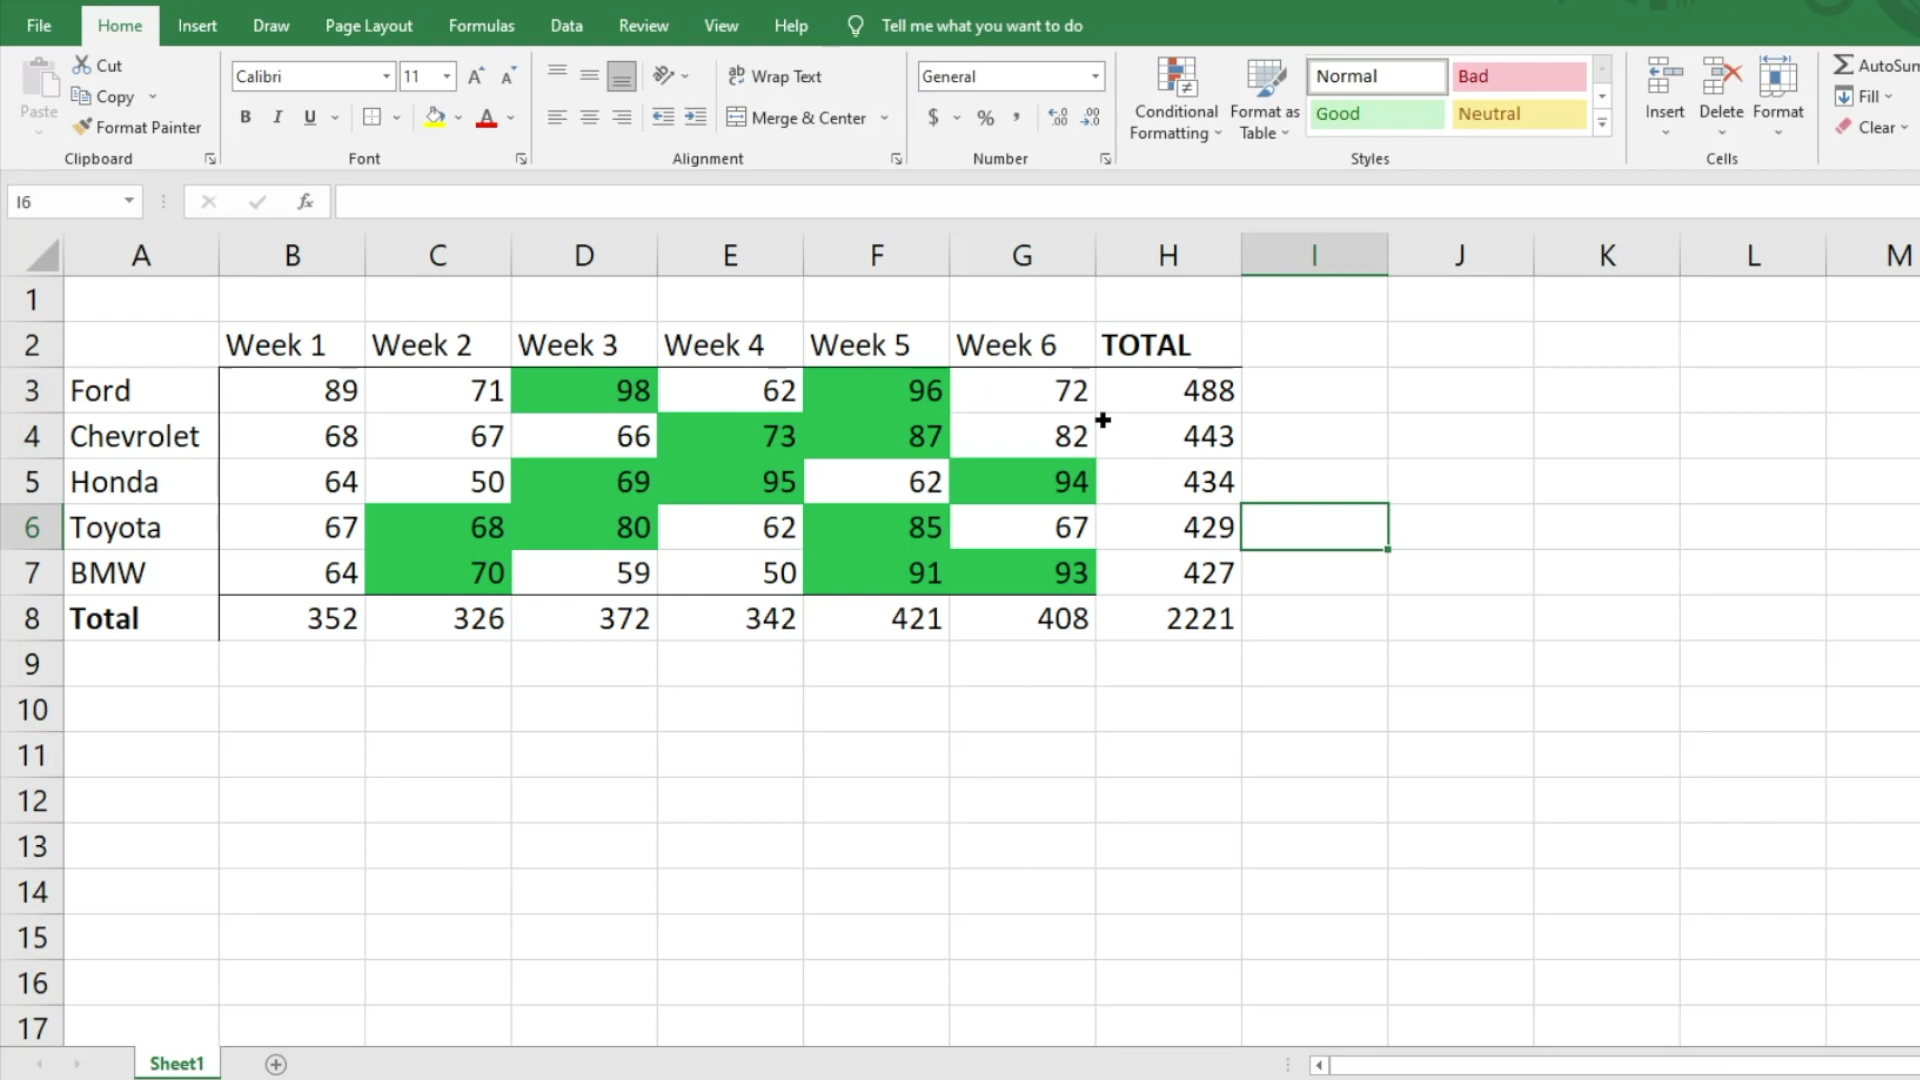 File Home Insert Draw Page Layout Formulas Data Review View Help Tell me what you want to do
Cut
Copy
Format Painter
Paste
Clipboard
Calibri 11 A A
B I U A
Font
ab Wrap Text
Merge & Center
Alignment
General
$ % ,
Number
Conditional Formatting
Format as Table
Normal Bad
Good Neutral
Styles
Insert Delete Format
Cells
Σ AutoSum
Fill
Clear
I6 fx
A B C D E F G H I J K L M
1
2 Week 1 Week 2 Week 3 Week 4 Week 5 Week 6 TOTAL
3 Ford 89 71 98 62 96 72 488
4 Chevrolet 68 67 66 73 87 82 443
5 Honda 64 50 69 95 62 94 434
6 Toyota 67 68 80 62 85 67 429
7 BMW 64 70 59 50 91 93 427
8 Total 352 326 372 342 421 408 2221
9
10
11
12
13
14
15
16
17
Sheet1